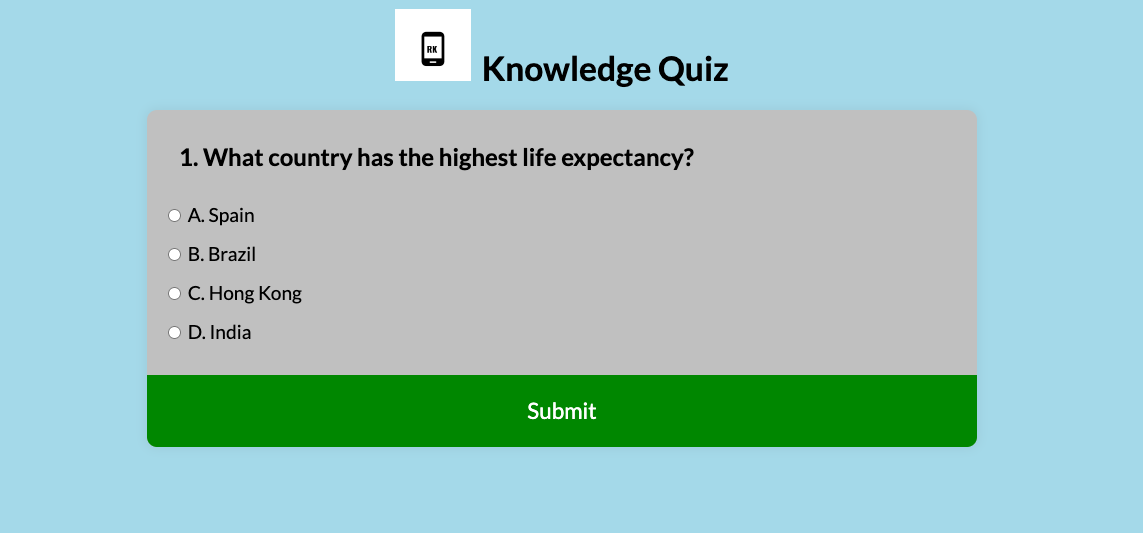 RK
Knowledge Quiz
1. What country has the highest life expectancy?
A. Spain
B. Brazil
C. Hong Kong
D. India
Submit